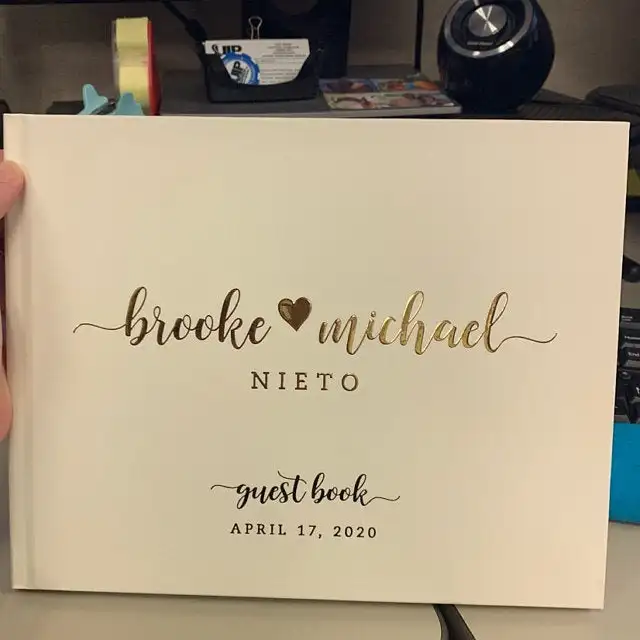 brooke ♥ michael
NIETO
guest book
APRIL 17, 2020